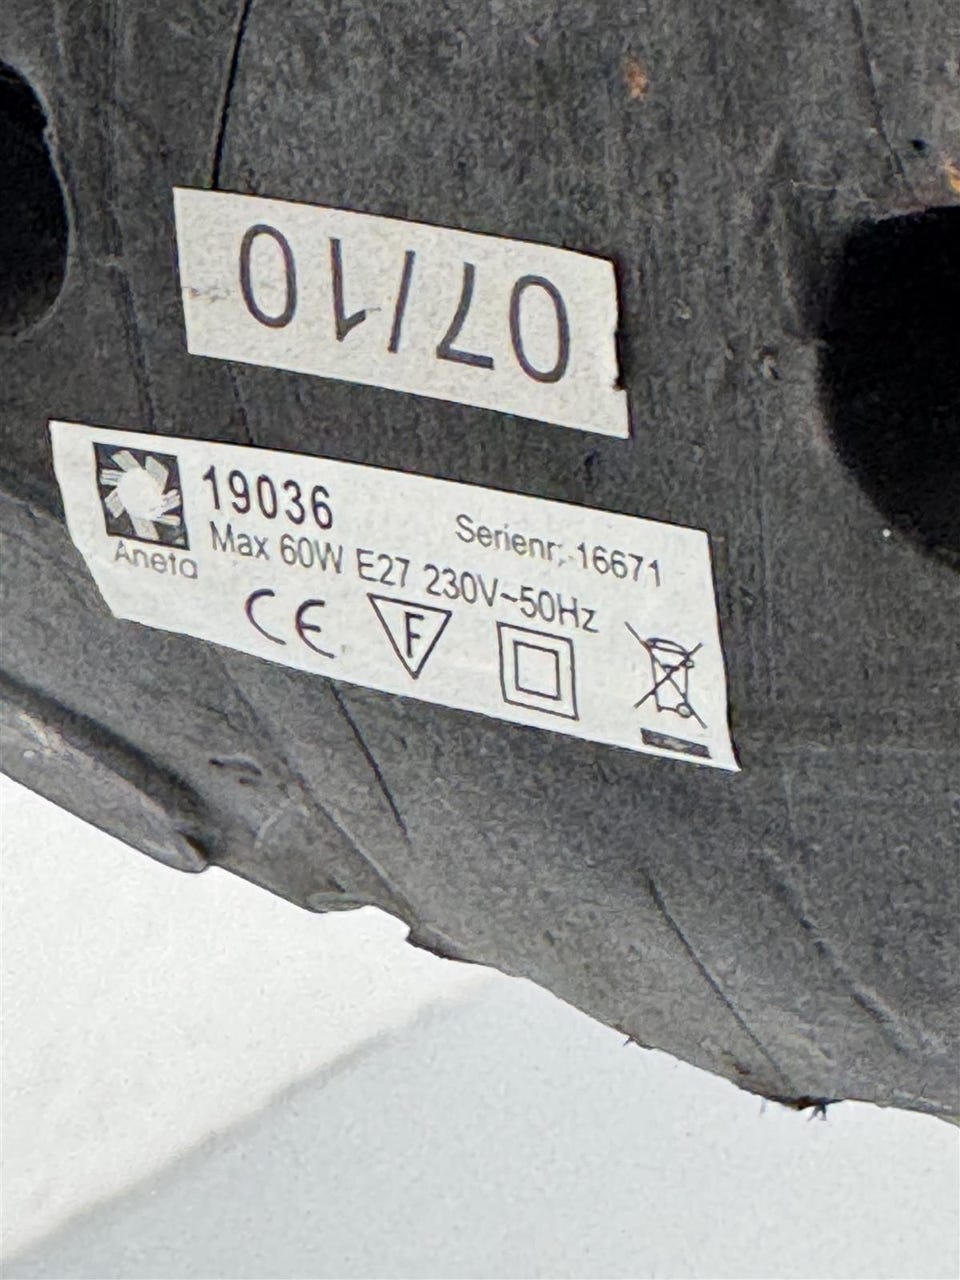 07/10
19036
Serienr: 16671
Max 60W E27 230V~50Hz
Aneta
CE F